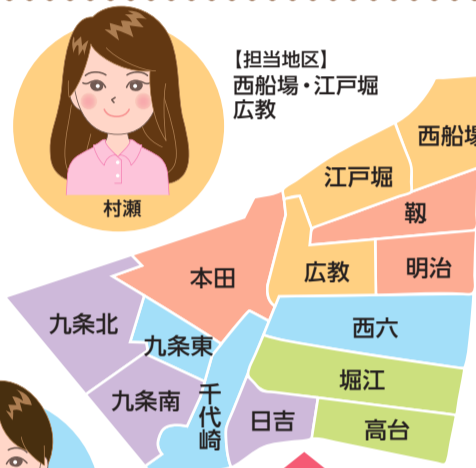 【担当地区】
西船場・江戸堀
広教
村瀬
西船場
江戸堀
靱
本田
広教
明治
九条北
九条東
西六
九条南
千代崎
堀江
日吉
高台